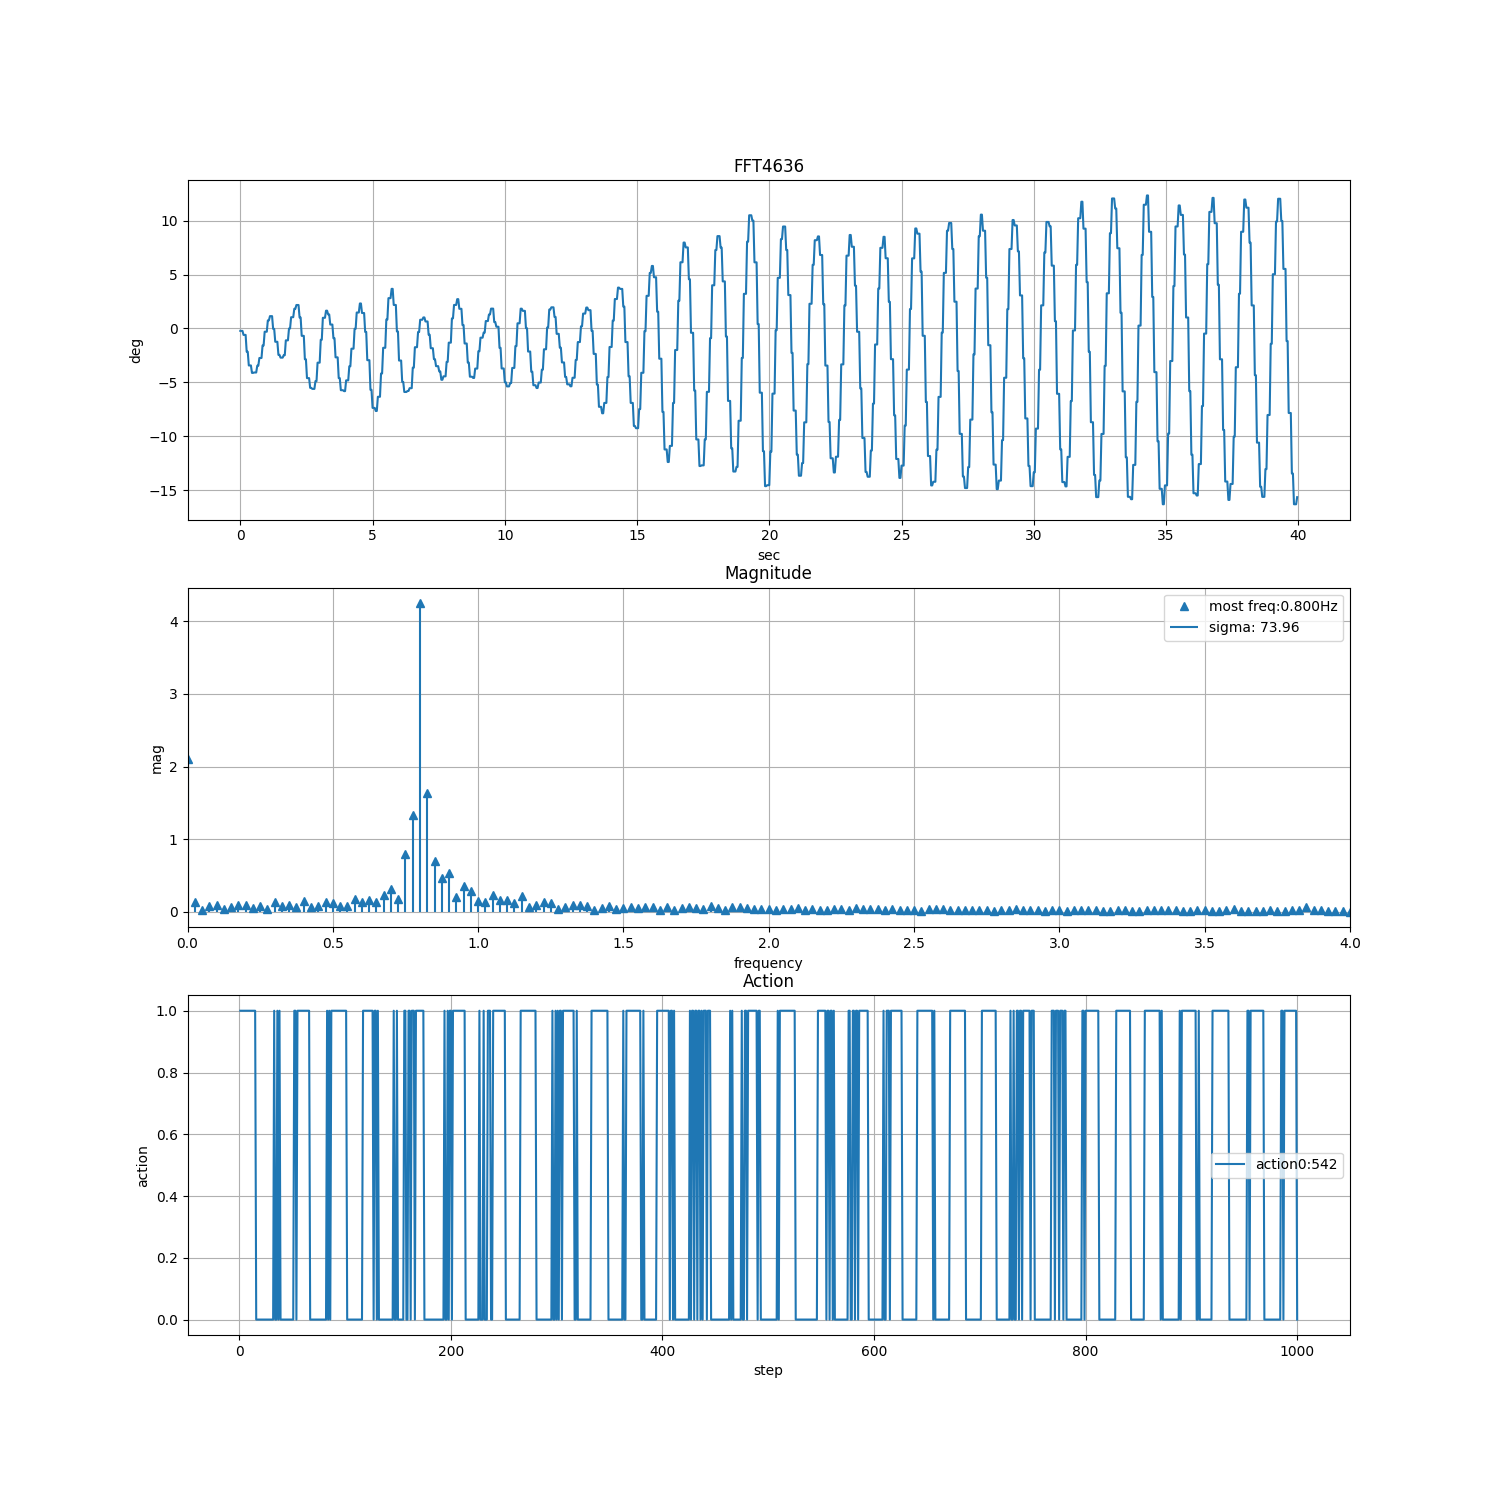 FFT4636
10
5
0
−5
−10
−15
deg
0 5 10 15 20 25 30 35 40
sec
Magnitude
most freq:0.800Hz
sigma: 73.96
4
3
2
1
0
mag
0.0 0.5 1.0 1.5 2.0 2.5 3.0 3.5 4.0
frequency
Action
1.0
0.8
0.6
0.4
0.2
0.0
action
action0:542
0 200 400 600 800 1000
step